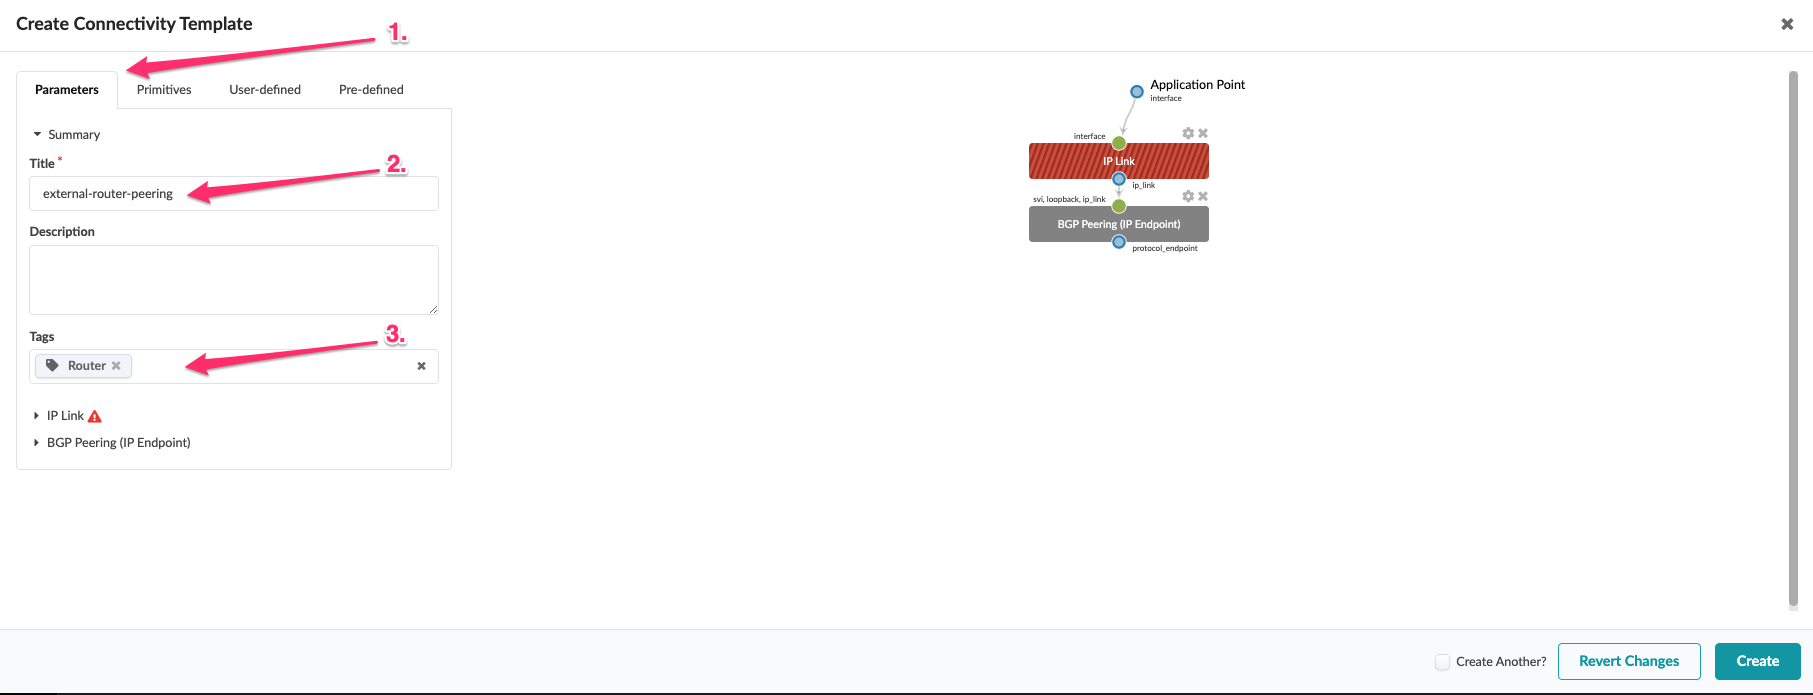 Create Connectivity Template
1.
Parameters
Primitives
User-defined
Pre-defined
Summary
Title *
2.
external-router-peering
Description
Tags
3.
Router
IP Link
BGP Peering (IP Endpoint)
Application Point
interface
interface
IP Link
ip_link
svi, loopback, ip_link
BGP Peering (IP Endpoint)
protocol_endpoint
Create Another?
Revert Changes
Create